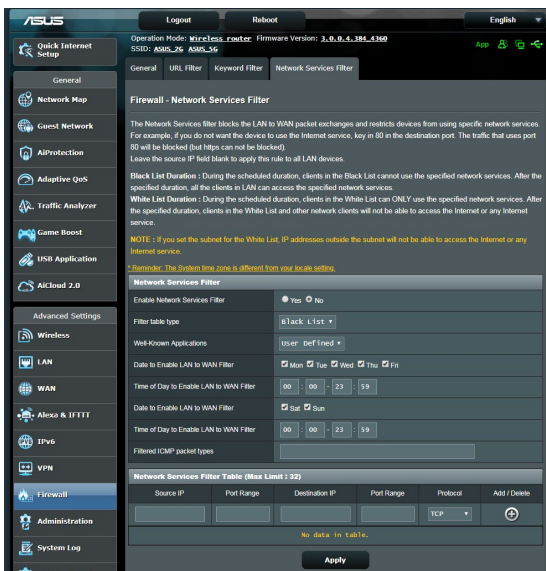 ASUS
Logout
Reboot
English
Quick Internet
Setup
Operation Mode: Wireless router Firmware Version: 3.0.0.4.384_4360
SSID: ASUS_2G ASUS_5G
App
General
URL Filter
Keyword Filter
Network Services Filter
General
Network Map
Guest Network
AiProtection
Adaptive QoS
Traffic Analyzer
Game Boost
USB Application
AiCloud 2.0
Advanced Settings
Wireless
LAN
WAN
Alexa & IFTTT
IPv6
VPN
Firewall
Administration
System Log
Firewall - Network Services Filter
The Network Services filter blocks the LAN to WAN packet exchanges and restricts devices from using specific network services.
For example, if you do not want the device to use the Internet service, key in 80 in the destination port. The traffic that uses port
80 will be blocked (but https can not be blocked).
Leave the source IP field blank to apply this rule to all LAN devices.
Black List Duration : During the scheduled duration, clients in the Black List cannot use the specified network services. After the
specified duration, all the clients in LAN can access the specified network services.
White List Duration : During the scheduled duration, clients in the White List can ONLY use the specified network services. After
the specified duration, clients in the White List and other network clients will not be able to access the Internet or any Internet
service.
NOTE : If you set the subnet for the White List, IP addresses outside the subnet will not be able to access the Internet or any
Internet service.
* Reminder: The System time zone is different from your locale setting.
Network Services Filter
Enable Network Services Filter
Yes No
Filter table type
Black List
Well-Known Applications
User Defined
Date to Enable LAN to WAN Filter
Mon Tue Wed Thu Fri
Time of Day to Enable LAN to WAN Filter
00 : 00 - 23 : 59
Date to Enable LAN to WAN Filter
Sat Sun
Time of Day to Enable LAN to WAN Filter
00 : 00 - 23 : 59
Filtered ICMP packet types
Network Services Filter Table (Max Limit : 32)
Source IP
Port Range
Destination IP
Port Range
Protocol
Add / Delete
TCP
No data in table.
Apply